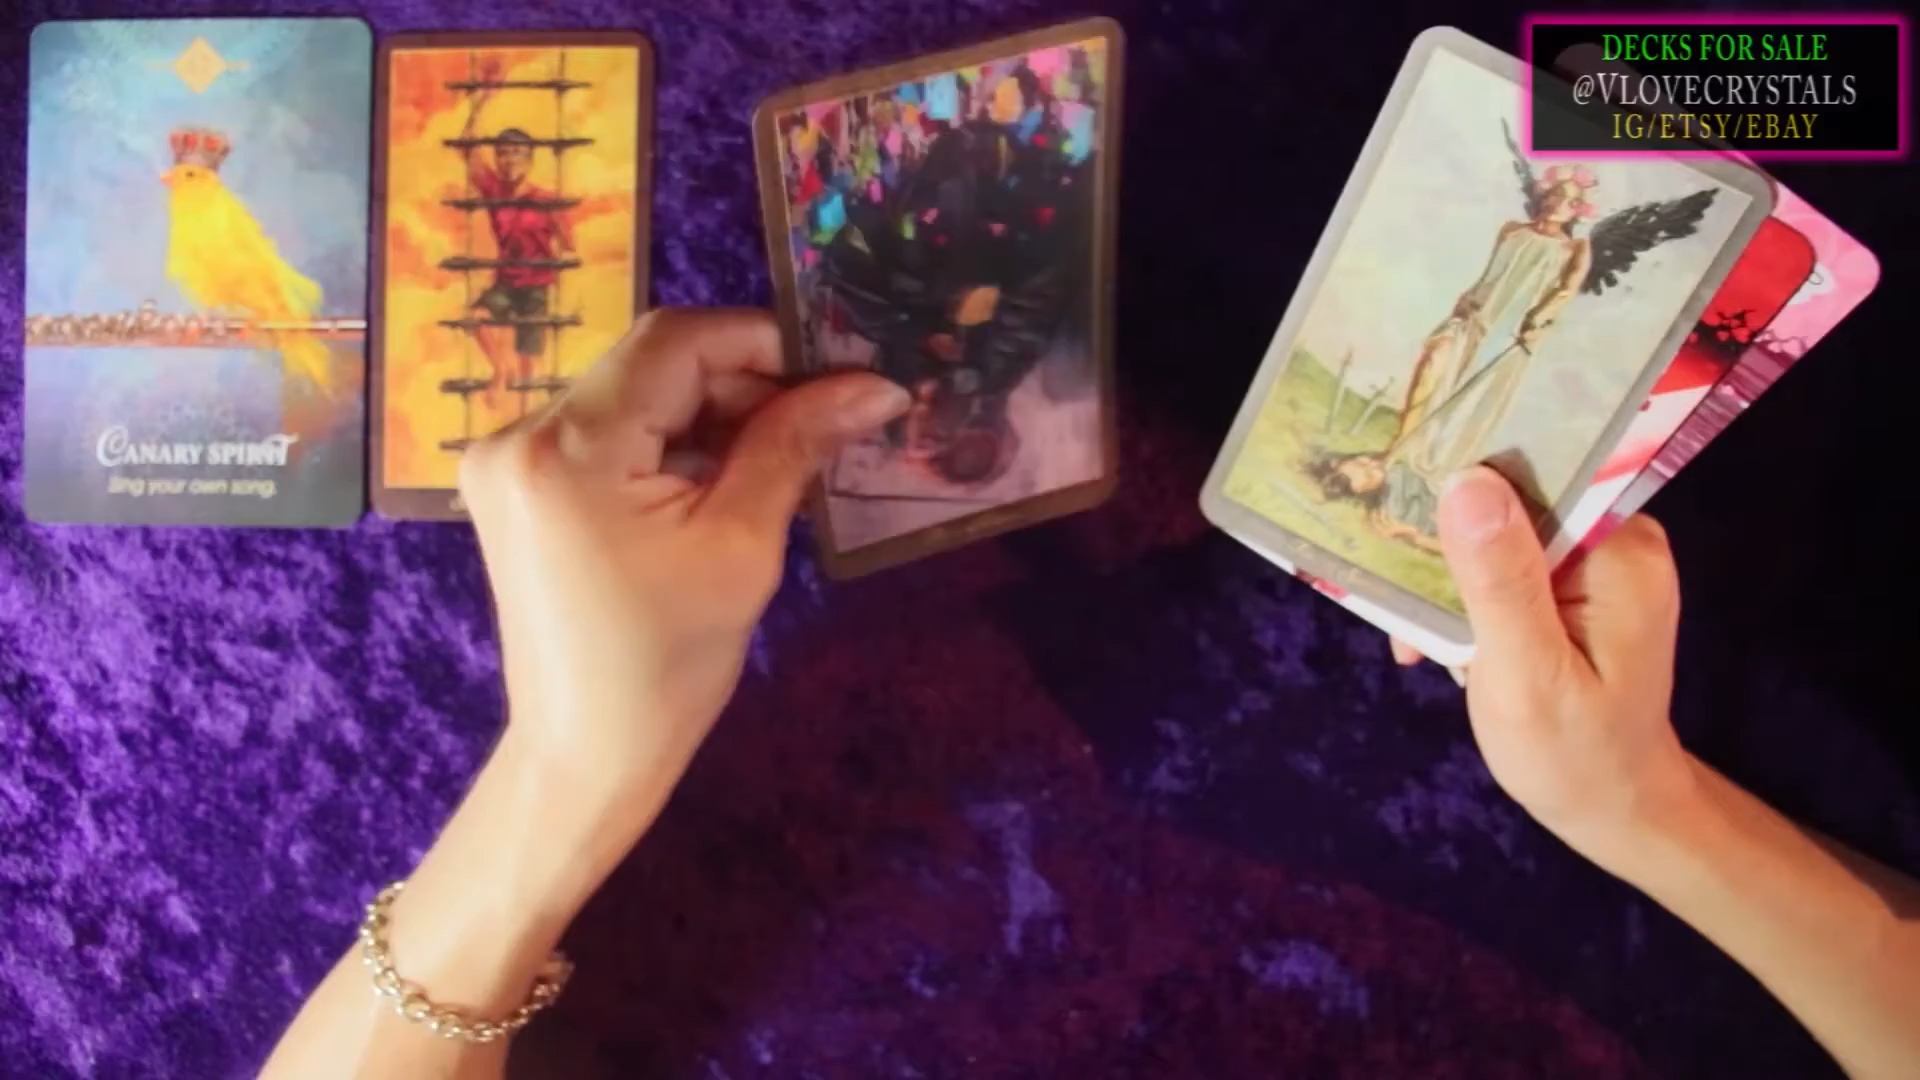 DECKS FOR SALE
@VLOVECRYSTALS
IG/ETSY/EBAY
CANARY SPIRIT
Sing your own song.